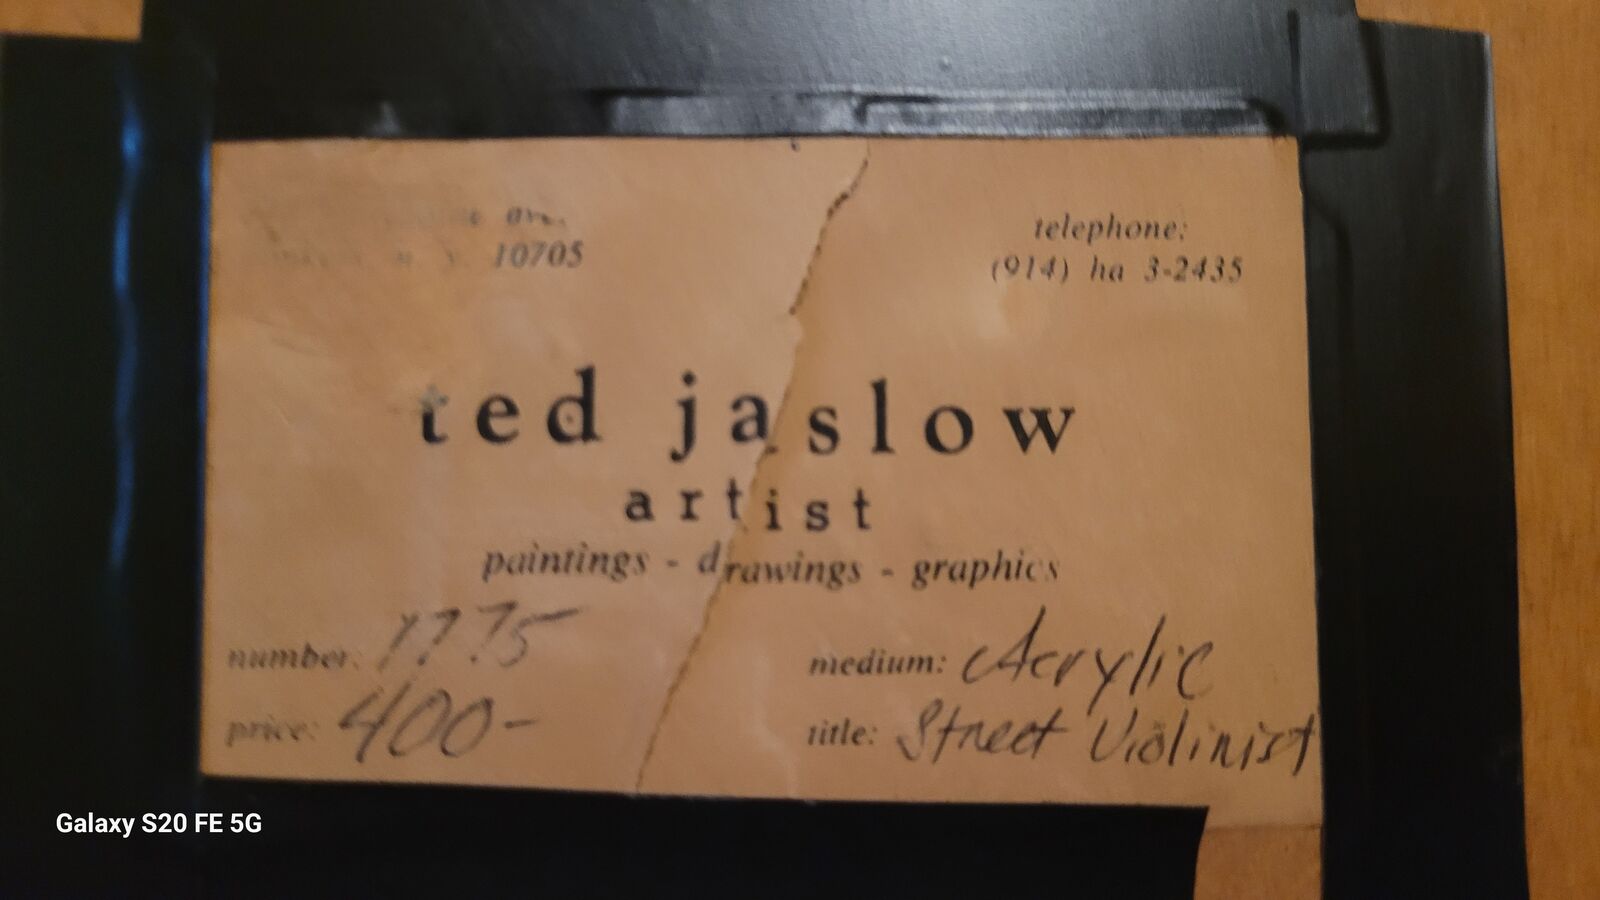 ave.
n. y. 10705
telephone:
(914) ha 3-2435
ted jaslow
artist
paintings - drawings - graphics
number: 1775
price: 400-
medium: Acrylic
title: Street Violinist
Galaxy S20 FE 5G